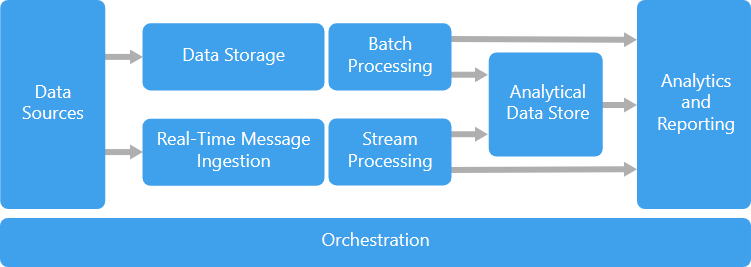 Data
Sources
Data Storage
Batch
Processing
Real-Time Message
Ingestion
Stream
Processing
Analytical
Data Store
Analytics
and
Reporting
Orchestration